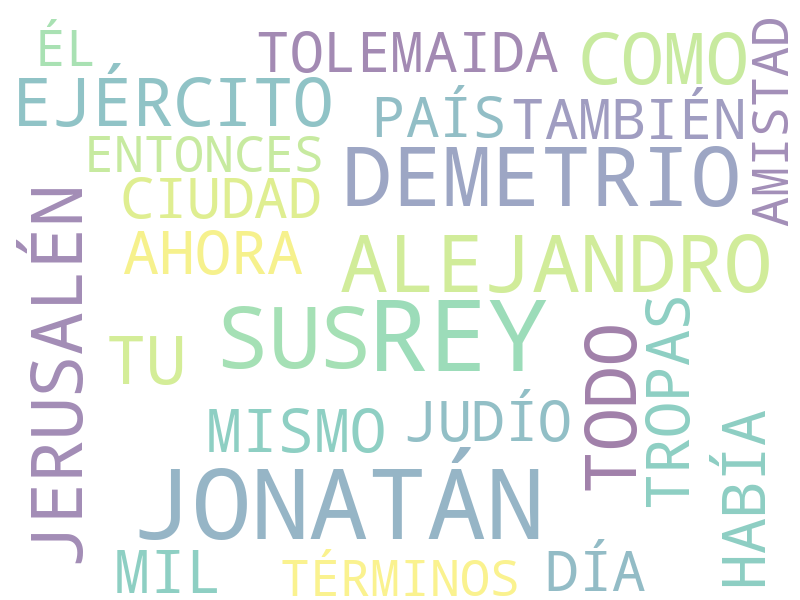 ÉL
TOLEMAIDA
COMO
AMISTAD
EJÉRCITO
PAÍS
TAMBIÉN
ENTONCES
DEMETRIO
CIUDAD
JERUSALÉN
AHORA
ALEJANDRO
SUS
REY
TU
TODO
TROPAS
MISMO
JUDÍO
HABÍA
JONATÁN
MIL
TÉRMINOS
DÍA